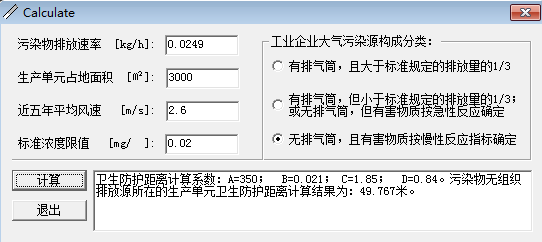 Calculate
污染物排放速率 [kg/h]: 0.0249
生产单元占地面积 [m²]: 3000
近五年平均风速 [m/s]: 2.6
标准浓度限值 [mg/ ]: 0.02
工业企业大气污染源构成分类：
有排气筒，且大于标准规定的排放量的1/3
有排气筒，但小于标准规定的排放量的1/3；
或无排气筒，但有害物质按急性反应确定
无排气筒，且有害物质按慢性反应指标确定
计算
退出
卫生防护距离计算系数：A=350； B=0.021；C=1.85； D=0.84。污染物无组织
排放源所在的生产单元卫生防护距离计算结果为：49.767米。